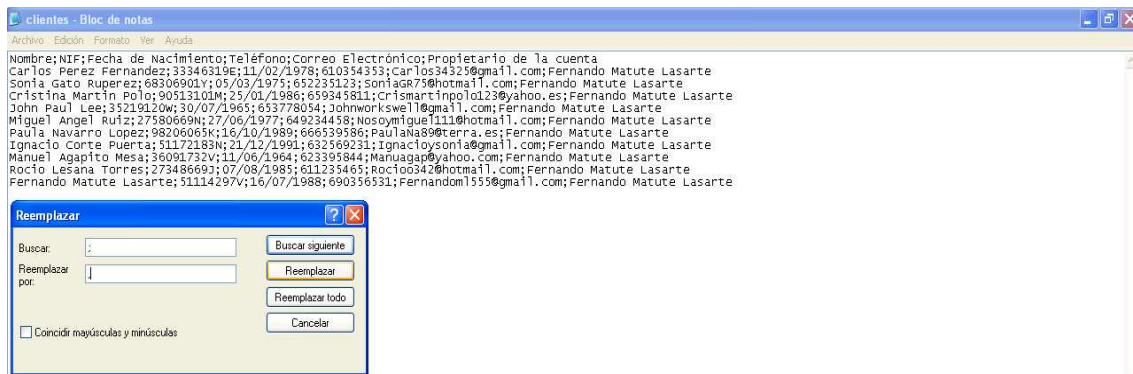 clientes - Bloc de notas
Archivo Edición Formato Ver Ayuda
Nombre;NIF;Fecha de Nacimiento;Teléfono;Correo Electrónico;Propietario de la cuenta
Carlos Perez Fernandez;33346319E;11/02/1978;610354353;Carlos34325@gmail.com;Fernando Matute Lasarte
Sonia Gato Ruperez;68306901Y;05/03/1975;652235123;SoniaGR75@hotmail.com;Fernando Matute Lasarte
Cristina Martin Polo;90513101M;25/01/1986;659345811;Crismartinpolo123@yahoo.es;Fernando Matute Lasarte
John Paul Lee;35219120W;30/07/1965;653778054;Johnworkswell@gmail.com;Fernando Matute Lasarte
Miguel Angel Ruiz;27580669N;27/06/1977;649234458;Nosoymiguel111@hotmail.com;Fernando Matute Lasarte
Paula Navarro Lopez;98206065K;16/10/1989;666539586;PaulaNa89@terra.es;Fernando Matute Lasarte
Ignacio Corte Puerta;51172183N;21/12/1991;632569231;Ignacioysonia@gmail.com;Fernando Matute Lasarte
Manuel Agapito Mesa;36091732V;11/06/1964;623395844;Manuagap@yahoo.com;Fernando Matute Lasarte
Rocio Lesana Torres;27348669J;07/08/1985;611235465;Rocioo342@hotmail.com;Fernando Matute Lasarte
Fernando Matute Lasarte;51114297V;16/07/1988;690356531;Fernandoml555@gmail.com;Fernando Matute Lasarte
Reemplazar
Buscar: ; Buscar siguiente
Reemplazar por: , Reemplazar
Reemplazar todo
Coincidir mayúsculas y minúsculas Cancelar